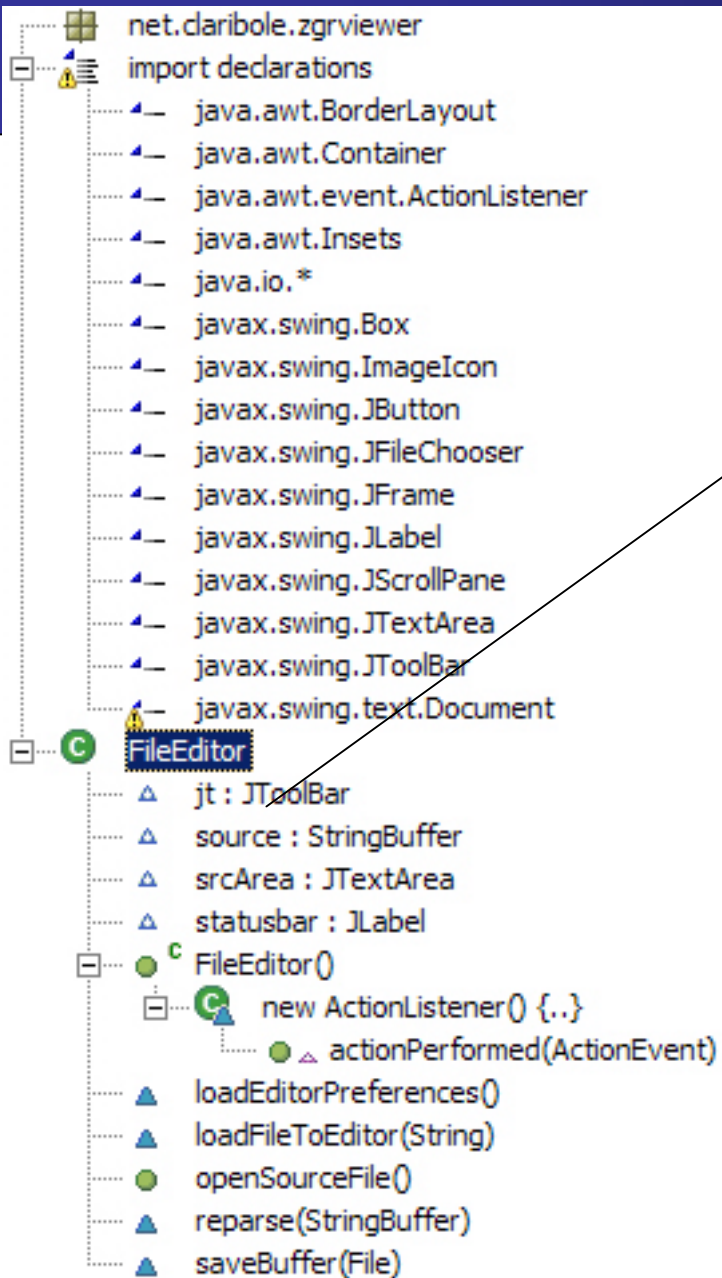 net.claribole.zgrviewer
import declarations
java.awt.BorderLayout
java.awt.Container
java.awt.event.ActionListener
java.awt.Insets
java.io.*
javax.swing.Box
javax.swing.ImageIcon
javax.swing.JButton
javax.swing.JFileChooser
javax.swing.JFrame
javax.swing.JLabel
javax.swing.JScrollPane
javax.swing.JTextArea
javax.swing.JToolBar
javax.swing.text.Document
C FileEditor
jt : JToolBar
source : StringBuffer
srcArea : JTextArea
statusbar : JLabel
C FileEditor()
C new ActionListener() {..}
actionPerformed(ActionEvent)
loadEditorPreferences()
loadFileToEditor(String)
openSourceFile()
reparse(StringBuffer)
saveBuffer(File)